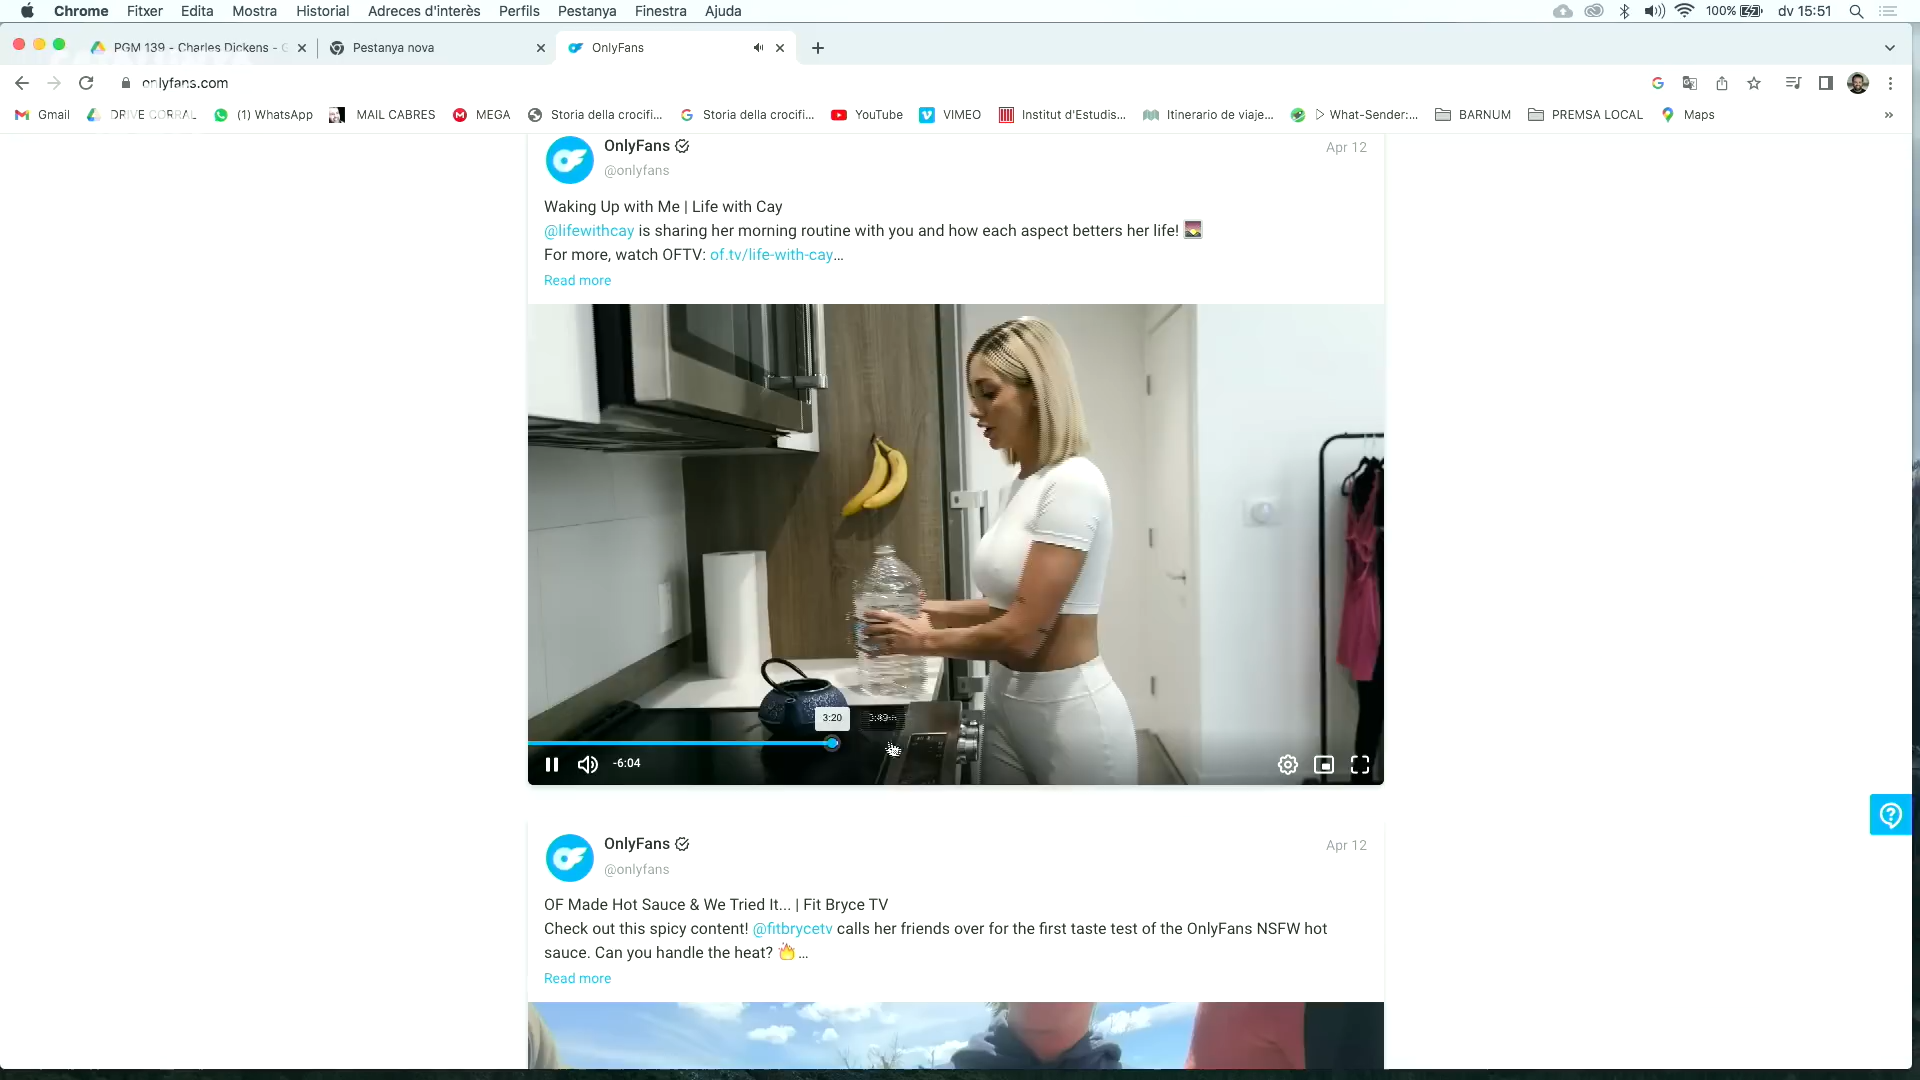 Chrome Fitxer Edita Mostra Historial Adreces d'interès Perfils Pestanya Finestra Ajuda 100% dv 15:51
PGM 139 - Charles Dickens - G Pestanya nova OnlyFans
onlyfans.com
Gmail DRIVE CORRAL (1) WhatsApp MAIL CABRES MEGA Storia della crocifi... Storia della crocifi... YouTube VIMEO Institut d'Estudis... Itinerario de viaje... What-Sender:... BARNUM PREMSA LOCAL Maps »
OnlyFans Apr 12
@onlyfans
Waking Up with Me | Life with Cay
@lifewithcay is sharing her morning routine with you and how each aspect betters her life! 🌅
For more, watch OFTV: of.tv/life-with-cay…
Read more
3:20
-6:04
OnlyFans Apr 12
@onlyfans
OF Made Hot Sauce & We Tried It... | Fit Bryce TV
Check out this spicy content! @fitbrycetv calls her friends over for the first taste test of the OnlyFans NSFW hot
sauce. Can you handle the heat? 🔥 …
Read more